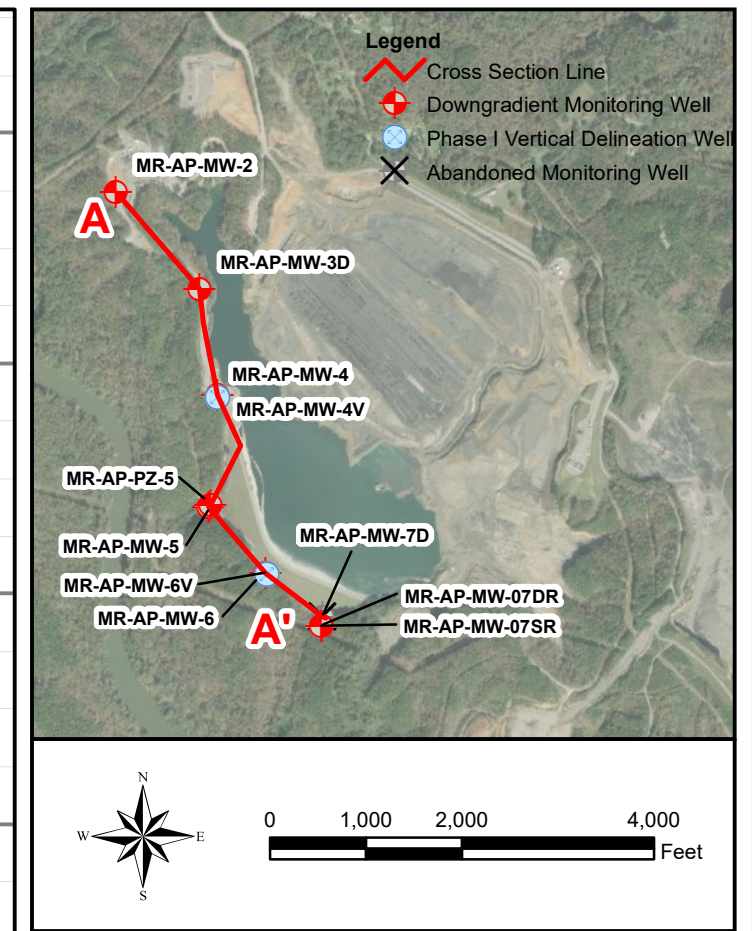 Legend
Cross Section Line
Downgradient Monitoring Well
Phase I Vertical Delineation Well
Abandoned Monitoring Well
MR-AP-MW-2
A
MR-AP-MW-3D
MR-AP-MW-4
MR-AP-MW-4V
MR-AP-PZ-5
MR-AP-MW-5
MR-AP-MW-7D
MR-AP-MW-6V
MR-AP-MW-07DR
MR-AP-MW-6
A'
MR-AP-MW-07SR
N
W E
S
0 1,000 2,000 4,000
Feet